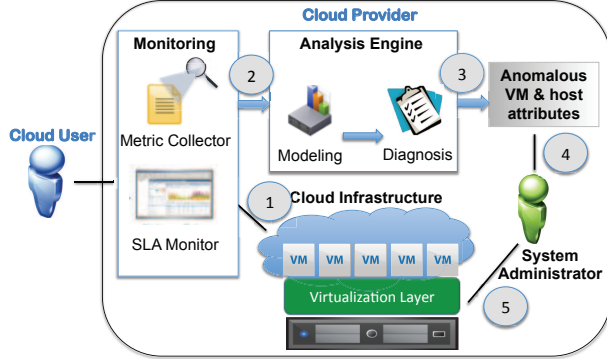 Cloud Provider
Monitoring
Analysis Engine
2
3
Anomalous
VM & host
attributes
Cloud User
Metric Collector
Modeling
Diagnosis
4
1
Cloud Infrastructure
SLA Monitor
VM VM VM VM VM
System
Administrator
Virtualization Layer
5